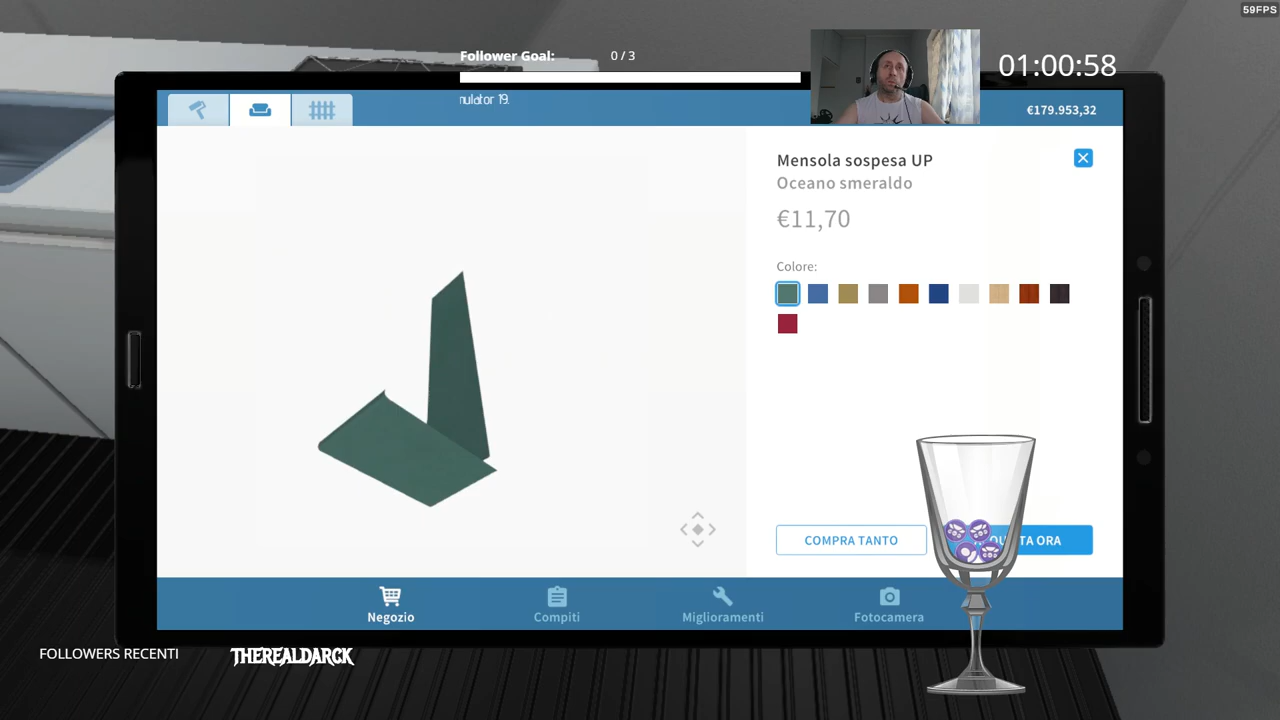 59FPS
Follower Goal: 0 / 3
01:00:58
nulator 19.
€179.953,32
Mensola sospesa UP
Oceano smeraldo
€11,70
Colore:
COMPRA TANTO
ORA
Negozio
Compiti
Miglioramenti
Fotocamera
FOLLOWERS RECENTI
THEREALDARCK